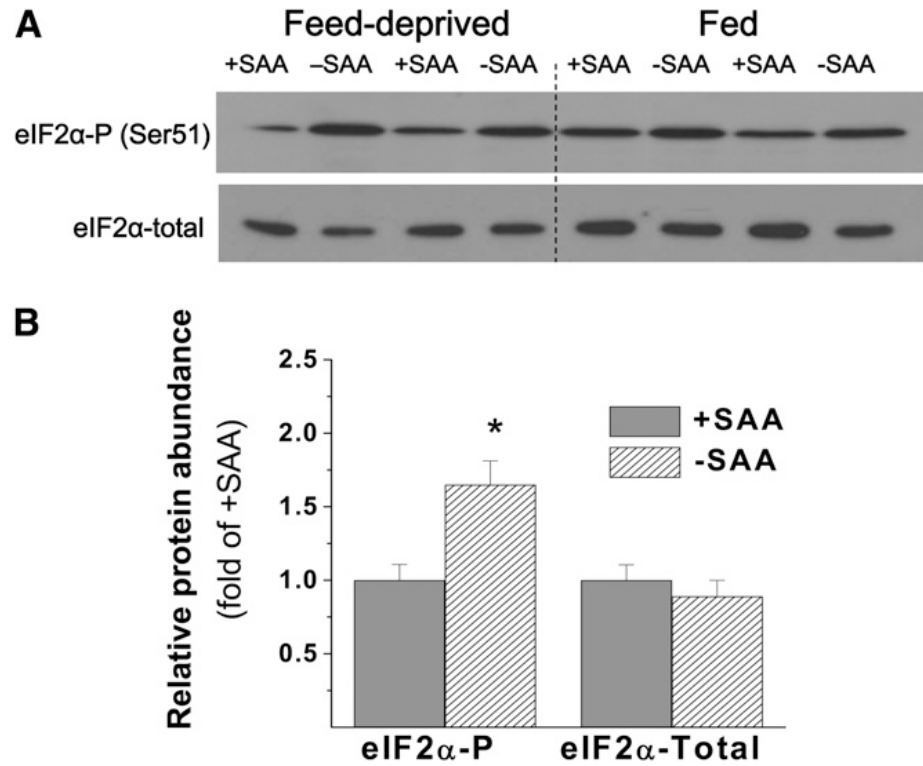 A
Feed-deprived Fed
+SAA –SAA +SAA -SAA +SAA -SAA +SAA -SAA
eIF2α-P (Ser51)
eIF2α-total
B
Relative protein abundance
(fold of +SAA)
2.5
2.0
1.5
1.0
0.5
*
+SAA
-SAA
eIF2α-P eIF2α-Total